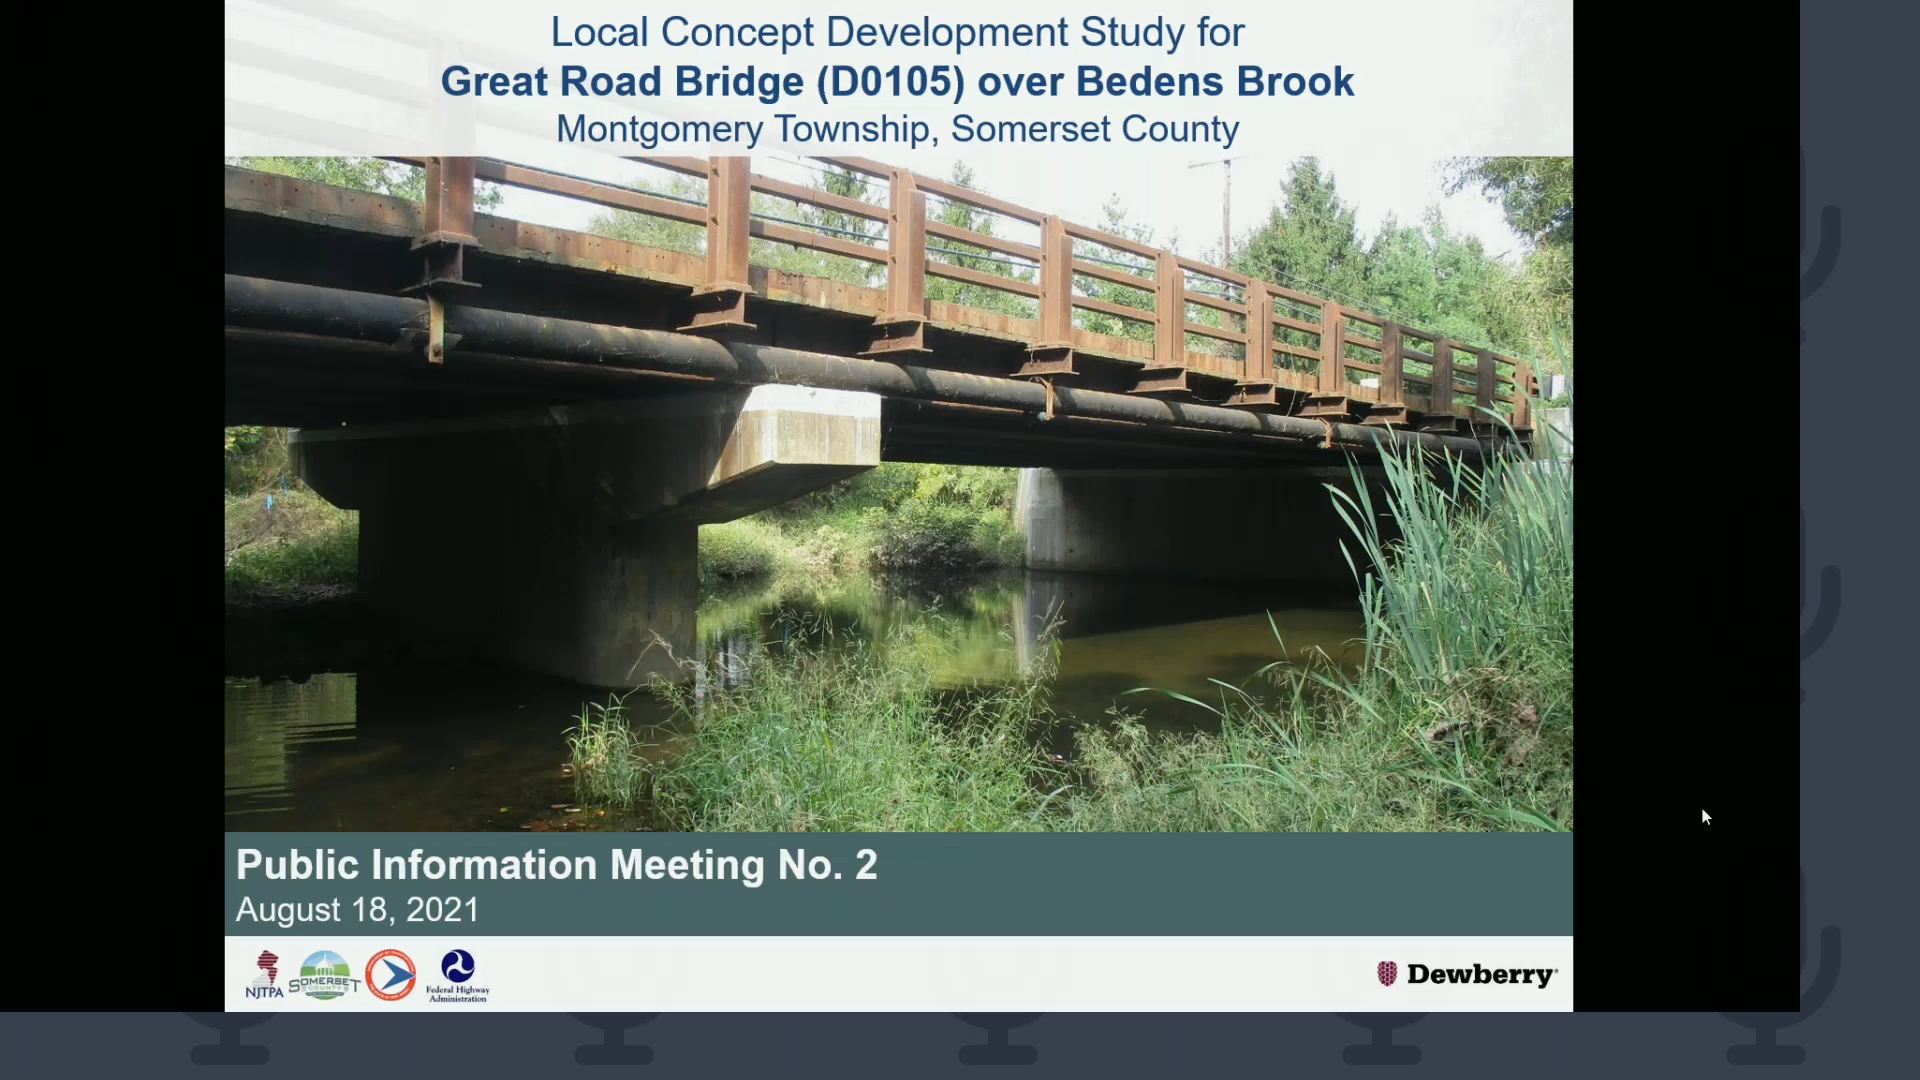 Local Concept Development Study for
Great Road Bridge (D0105) over Bedens Brook
Montgomery Township, Somerset County
Public Information Meeting No. 2
August 18, 2021
NJTPA
SOMERSET
COUNTY
Federal Highway
Administration
Dewberry